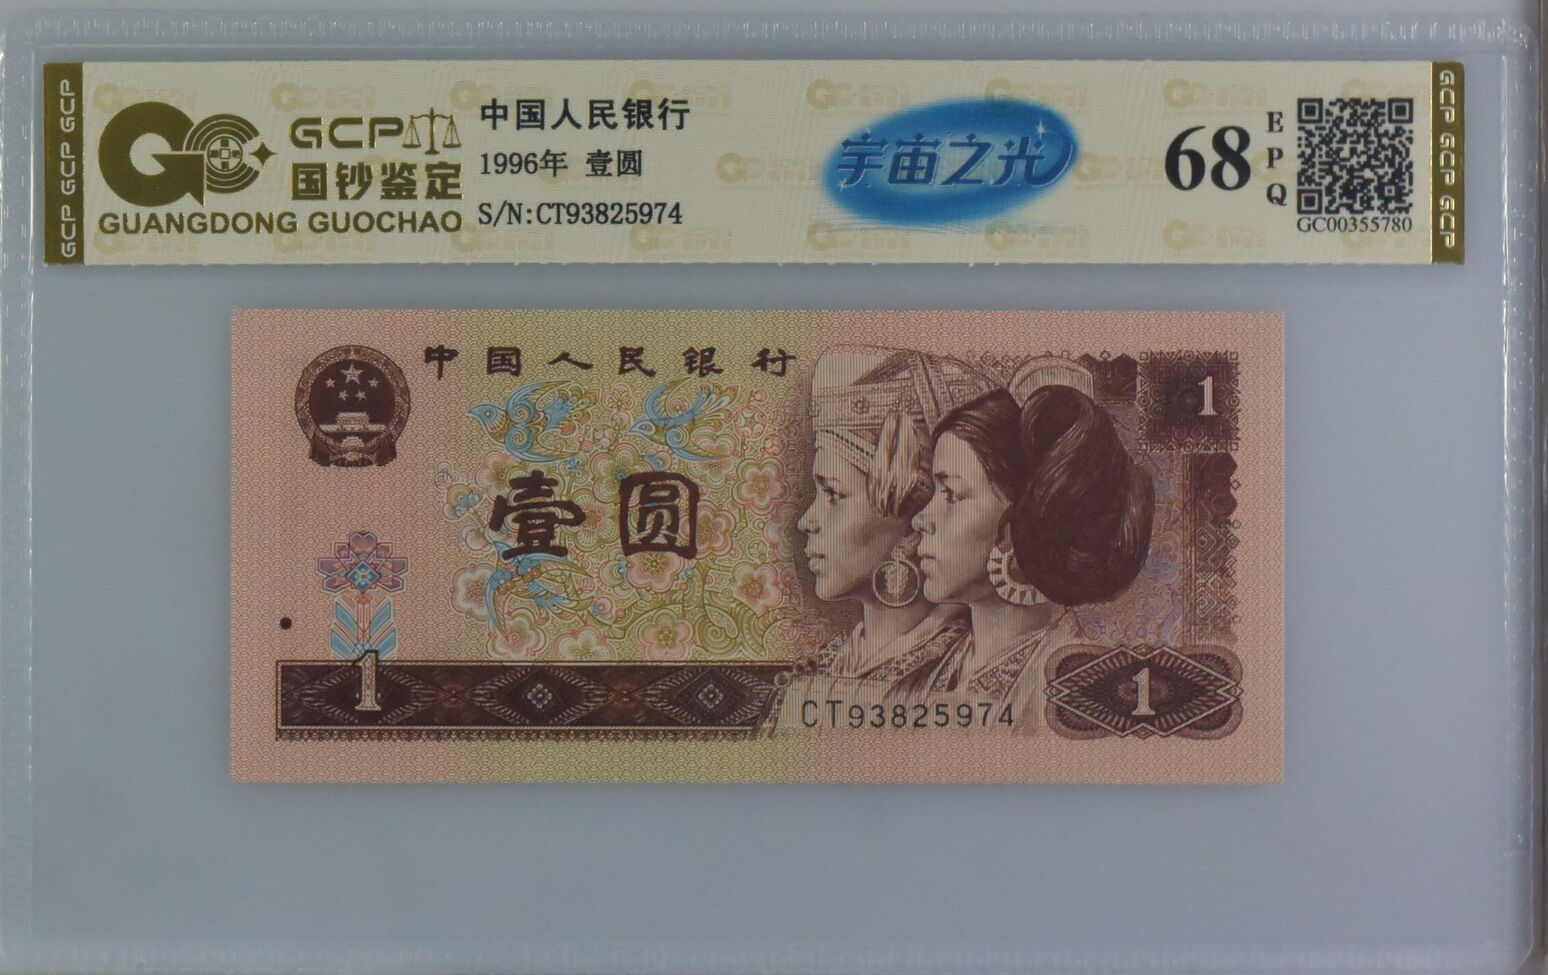 GCP GCP GCP
GCP
国钞鉴定
GUANGDONG GUOCHAO
中国人民银行
1996年 壹圆
S/N:CT93825974
宇宙之光
68
EPQ
GC00355780
GCP GCP GCP
中国人民银行
1
壹圆
1
CT93825974
1